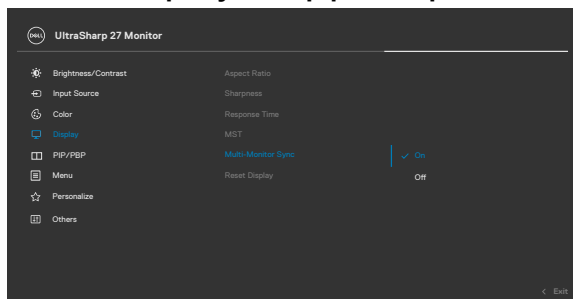 DELL UltraSharp 27 Monitor
Brightness/Contrast Aspect Ratio
Input Source Sharpness
Color Response Time
Display MST
PIP/PBP Multi-Monitor Sync On
Menu Reset Display Off
Personalize
Others
Exit